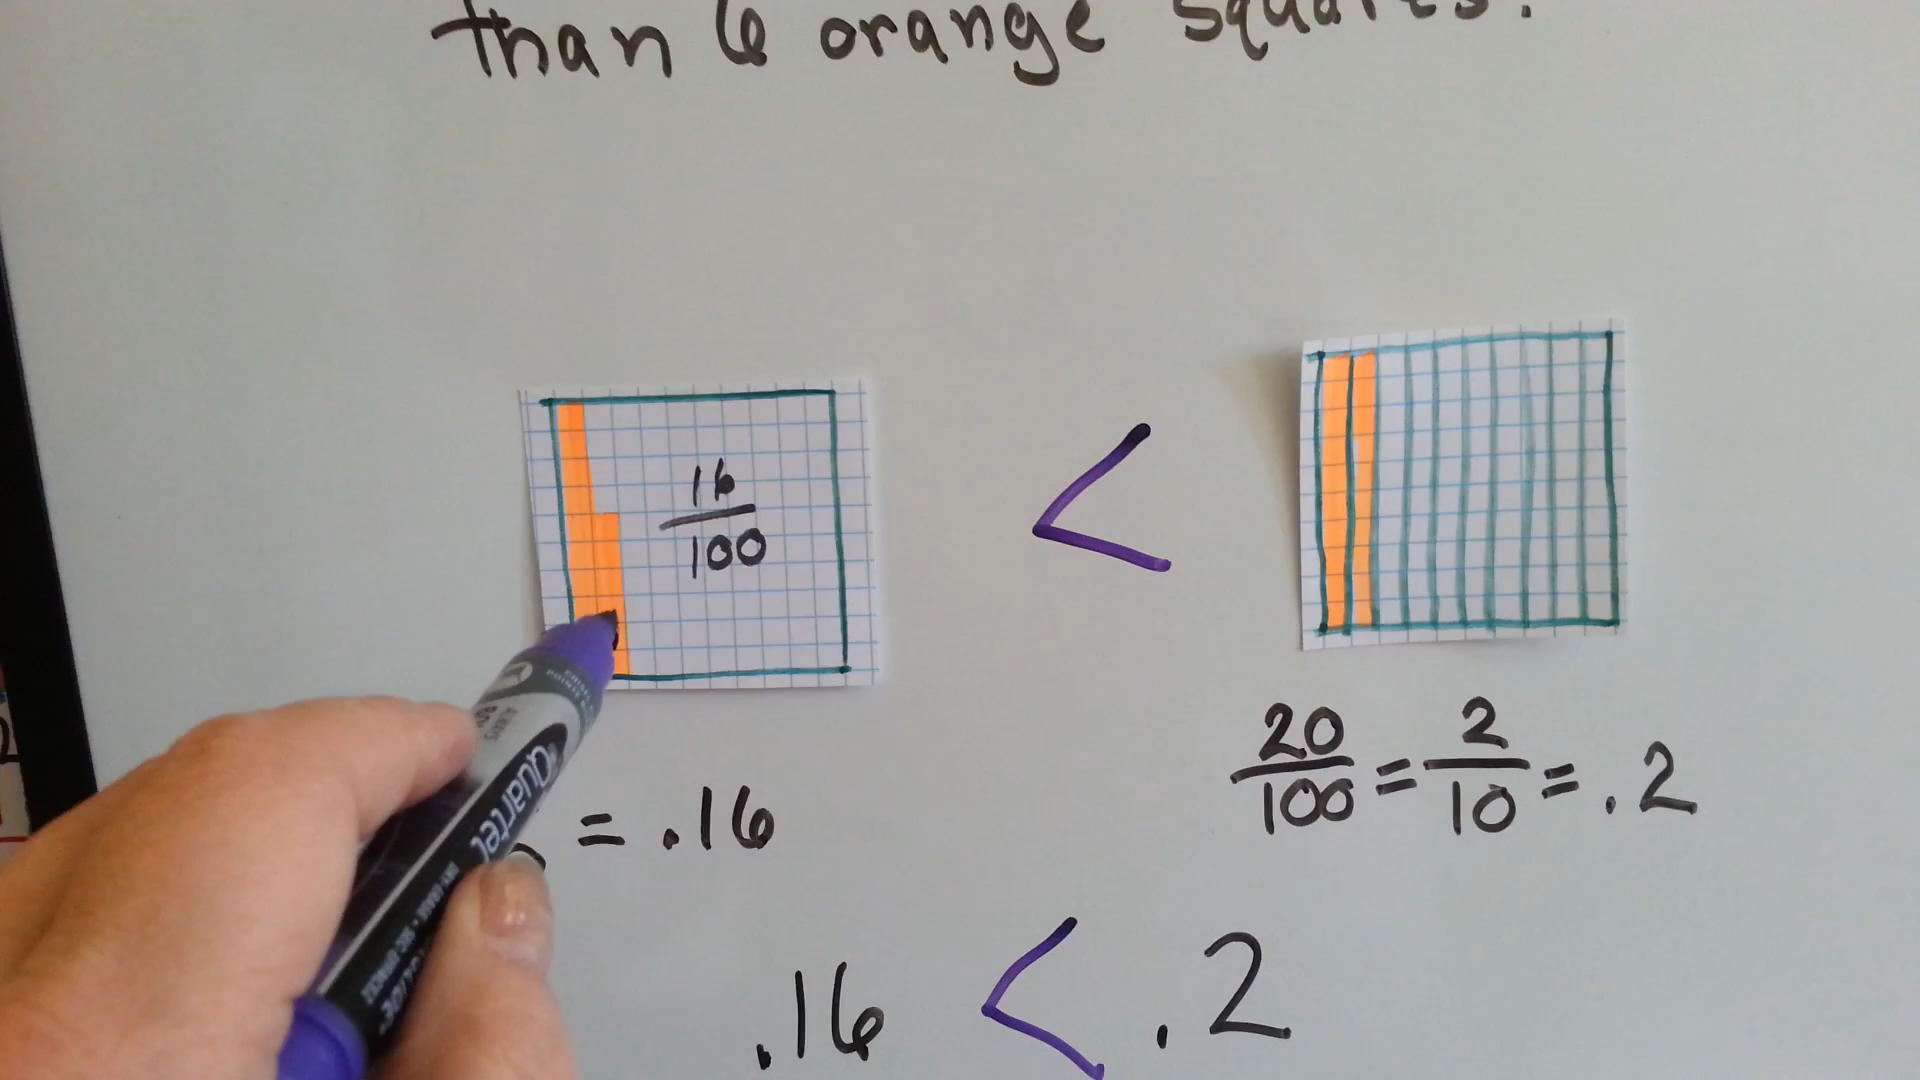 than 6 orange squares.
16
100
<
20/100 = 2/10 = .2
= .16
Quartet
.16 < .2